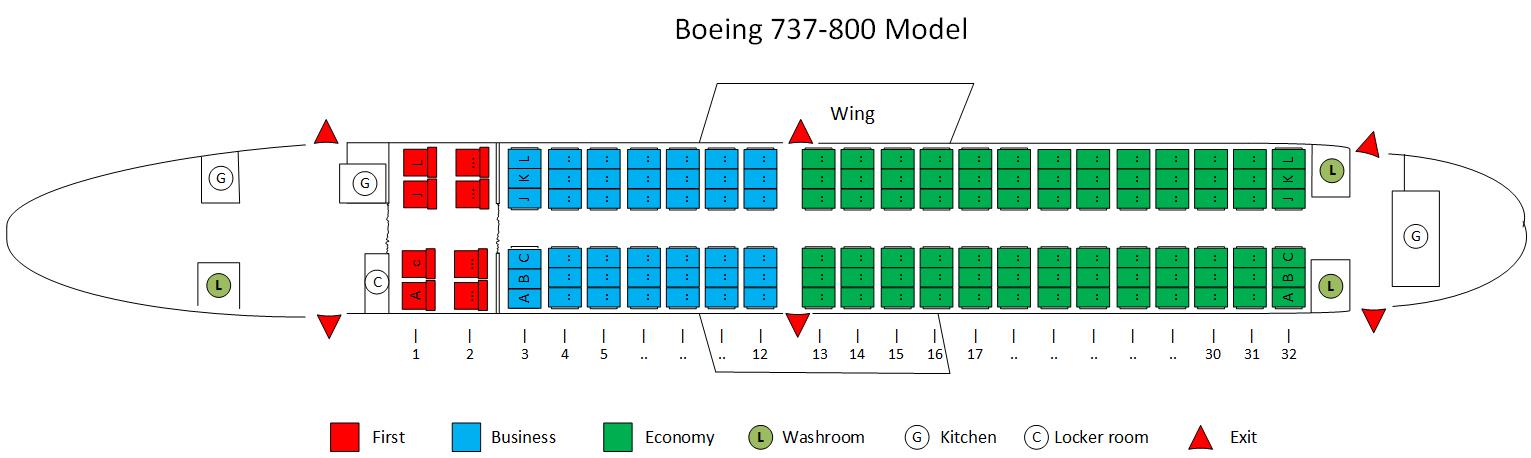 Boeing 737-800 Model
Wing
G
G
L
C
L
J
C
A
...
...
...
...
L
K
J
C
B
A
L
K
J
C
B
A
L
L
G
1 2 3 4 5 .. .. .. 12 13 14 15 16 17 .. .. .. .. .. 30 31 32
First Business Economy L Washroom G Kitchen C Locker room Exit